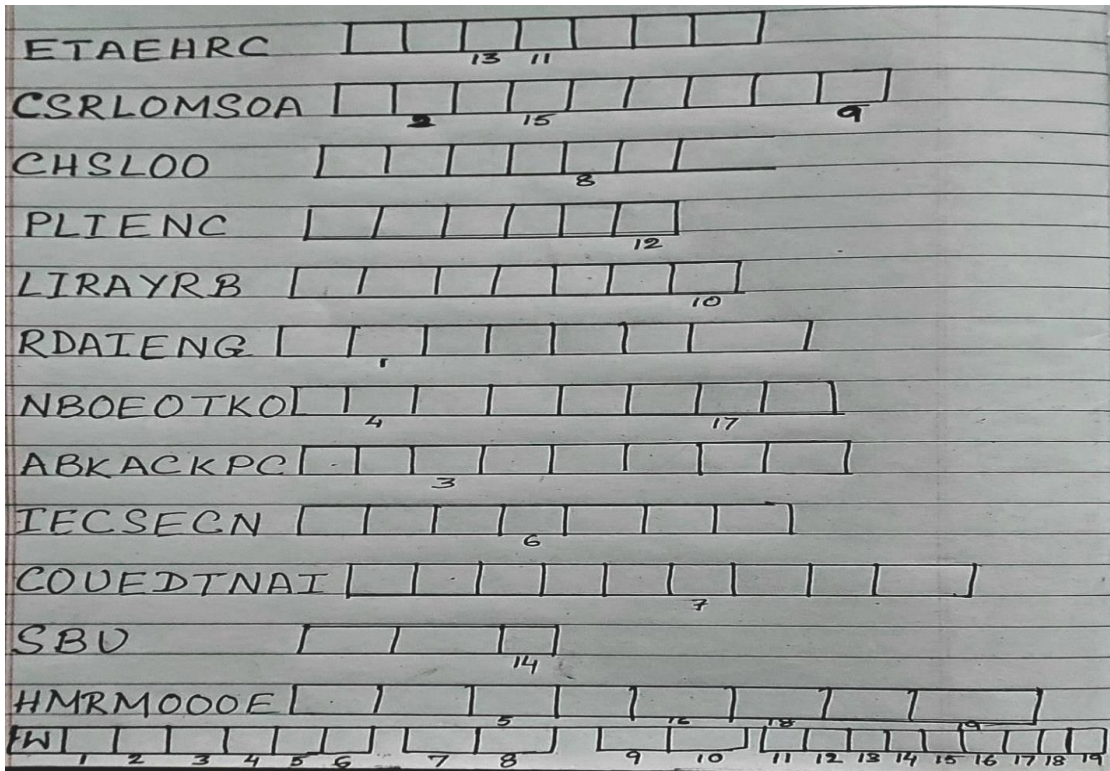 ETAEHRC
13 11
CSRLOMSOA
2 15 9
CHSLOO
8
PLIENC
12
LIRAYRB
10
RDAIENG
1
NBOEOTKO
4 17
ABKACKPC
3
IECSECN
6
COUEDTNAI
7
SBU
14
HMRMOOOE
5 16 18 19
W
1 2 3 4 5 6 7 8 9 10 11 12 13 14 15 16 17 18 19